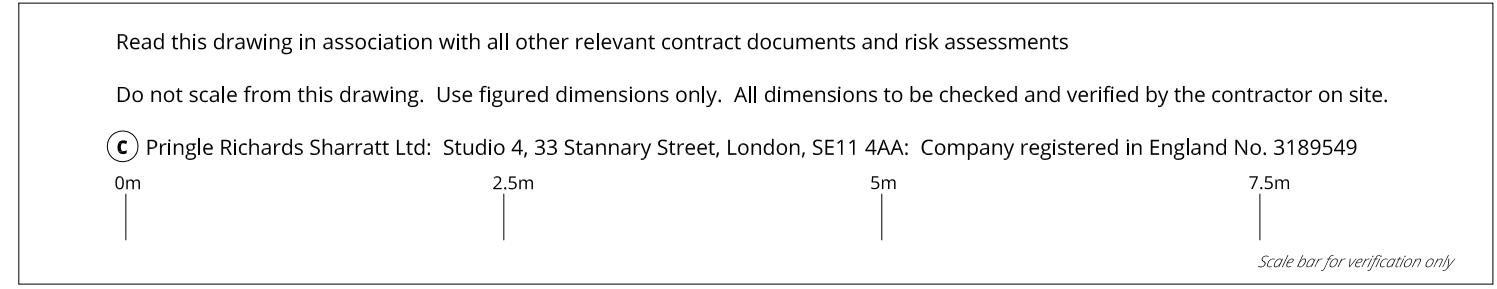 Read this drawing in association with all other relevant contract documents and risk assessments
Do not scale from this drawing.  Use figured dimensions only.  All dimensions to be checked and verified by the contractor on site.
C Pringle Richards Sharratt Ltd:  Studio 4, 33 Stannary Street, London, SE11 4AA:  Company registered in England No. 3189549
0m 2.5m 5m 7.5m
Scale bar for verification only